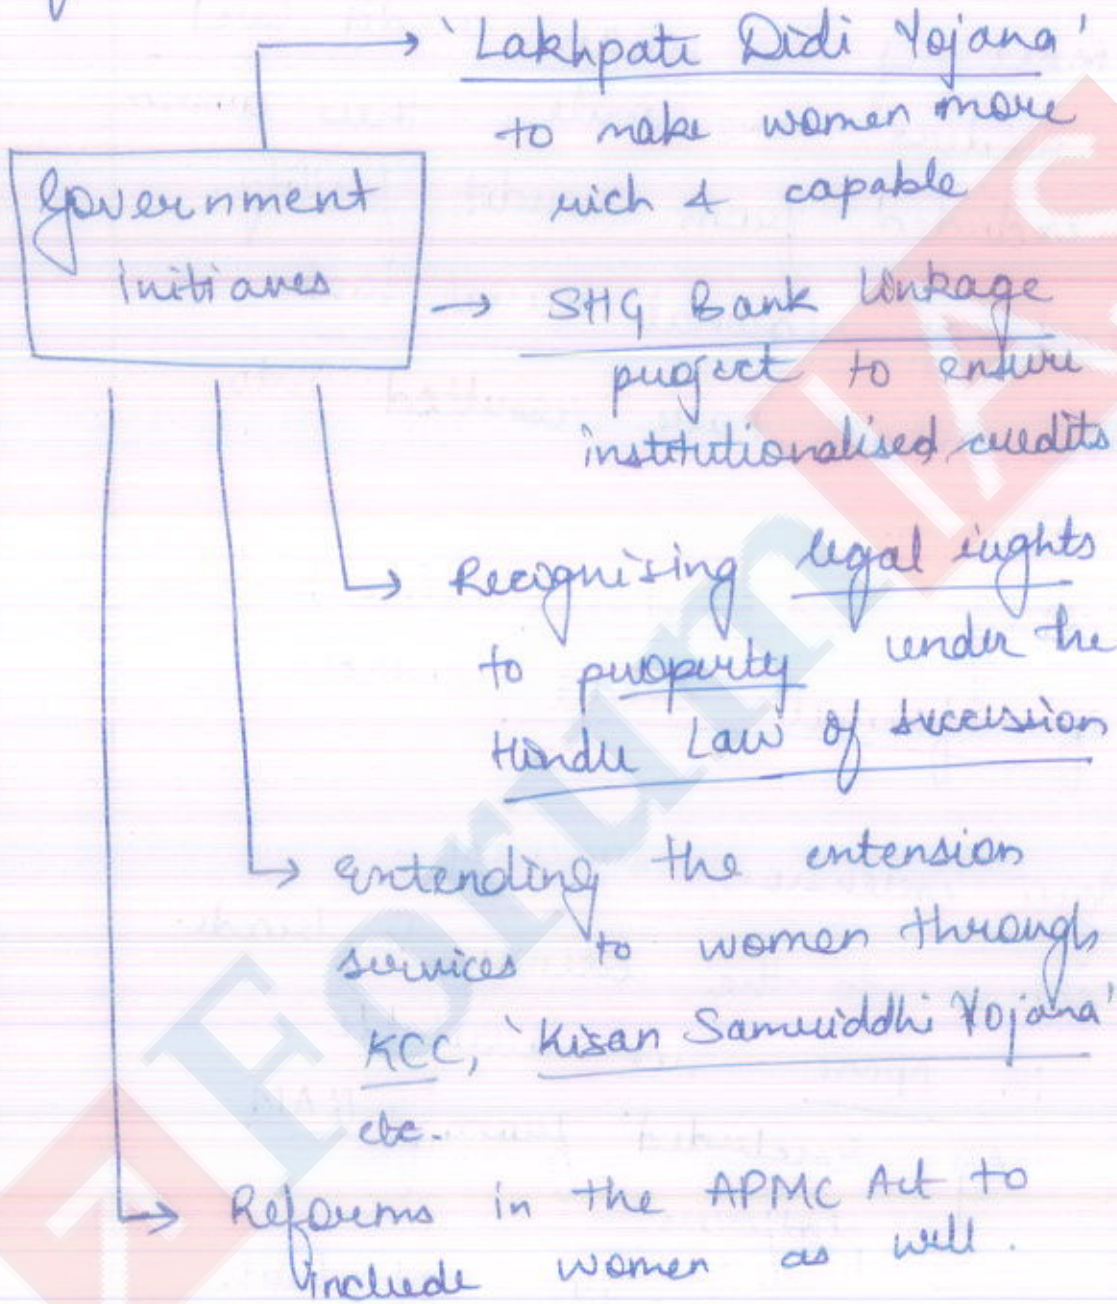 'Lakhpati Didi Yojana'
to make women more
rich & capable
Government
initiaves
→ SHG Bank linkage
project to ensure
institutionalised credits
Recognising legal rights
to property under the
Hindu Law of succession
Extending the extension
services to women through
KCC, 'Kisan Samriddhi Yojana'
etc.
Reforms in the APMC Act to
include women as well.
Forum IAS